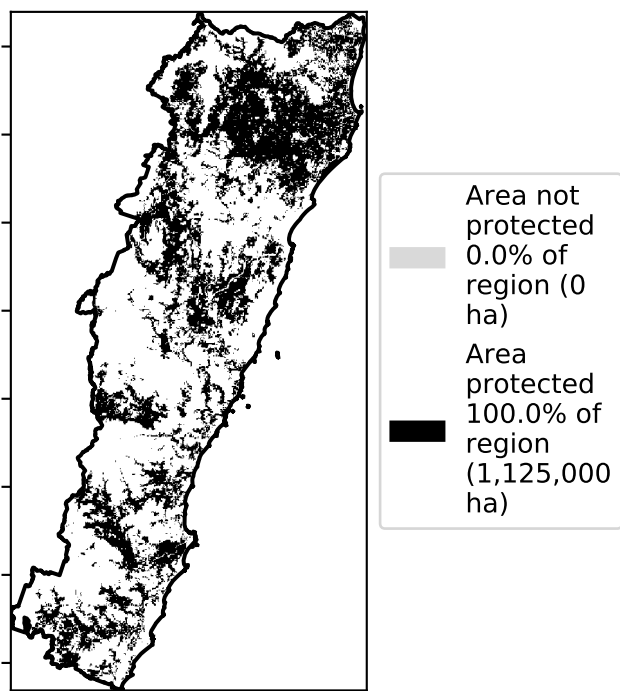 Area not
protected
0.0% of
region (0
ha)
Area
protected
100.0% of
region
(1,125,000
ha)